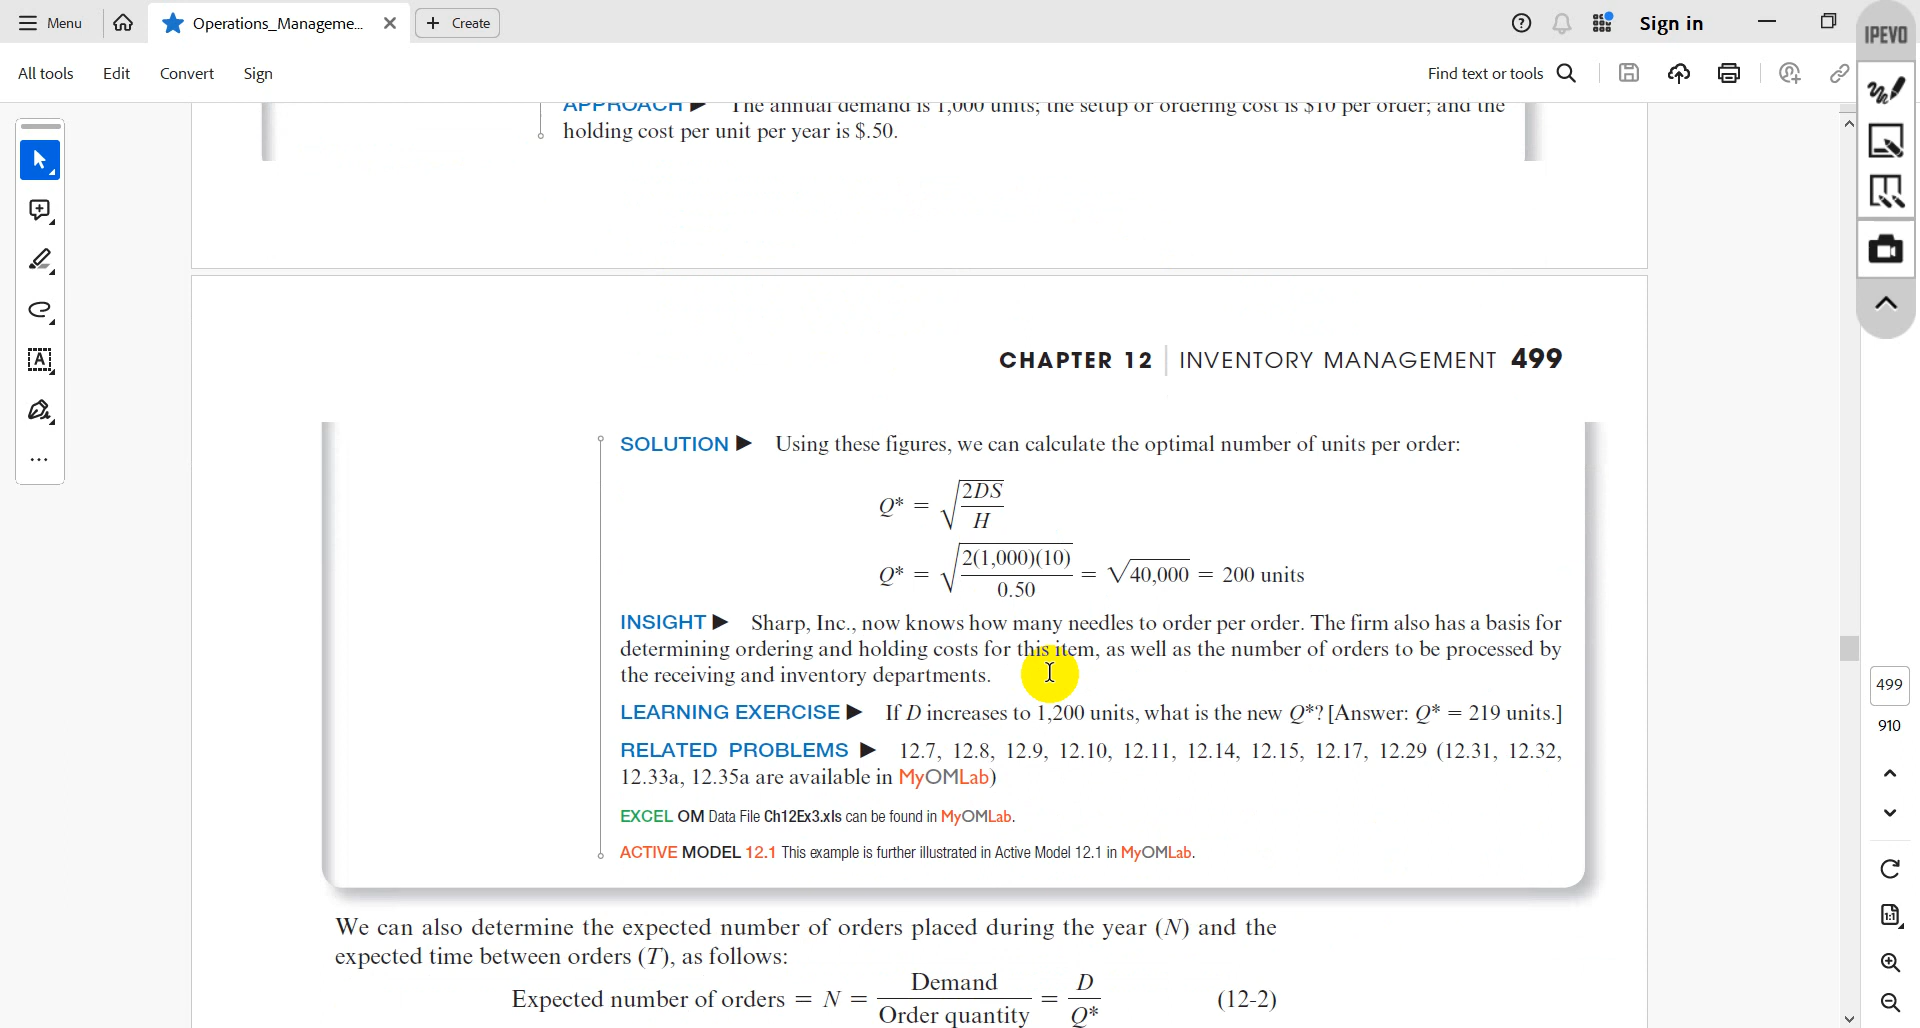 Menu
Operations_Manageme...
Create
Sign in
IPEVO
All tools
Edit
Convert
Sign
Find text or tools
APPROACH ▶ The annual demand is 1,000 units; the setup or ordering cost is $10 per order; and the
holding cost per unit per year is $.50.
CHAPTER 12 | INVENTORY MANAGEMENT 499
SOLUTION ▶ Using these figures, we can calculate the optimal number of units per order:
Q* = √(2DS/H)
Q* = √(2(1,000)(10)/0.50) = √40,000 = 200 units
INSIGHT ▶ Sharp, Inc., now knows how many needles to order per order. The firm also has a basis for
determining ordering and holding costs for this item, as well as the number of orders to be processed by
the receiving and inventory departments.
LEARNING EXERCISE ▶ If D increases to 1,200 units, what is the new Q*? [Answer: Q* = 219 units.]
RELATED PROBLEMS ▶ 12.7, 12.8, 12.9, 12.10, 12.11, 12.14, 12.15, 12.17, 12.29 (12.31, 12.32,
12.33a, 12.35a are available in MyOMLab)
EXCEL OM Data File Ch12Ex3.xls can be found in MyOMLab.
ACTIVE MODEL 12.1 This example is further illustrated in Active Model 12.1 in MyOMLab.
We can also determine the expected number of orders placed during the year (N) and the
expected time between orders (T), as follows:
Expected number of orders = N = Demand/Order quantity = D/Q* (12-2)
499
910